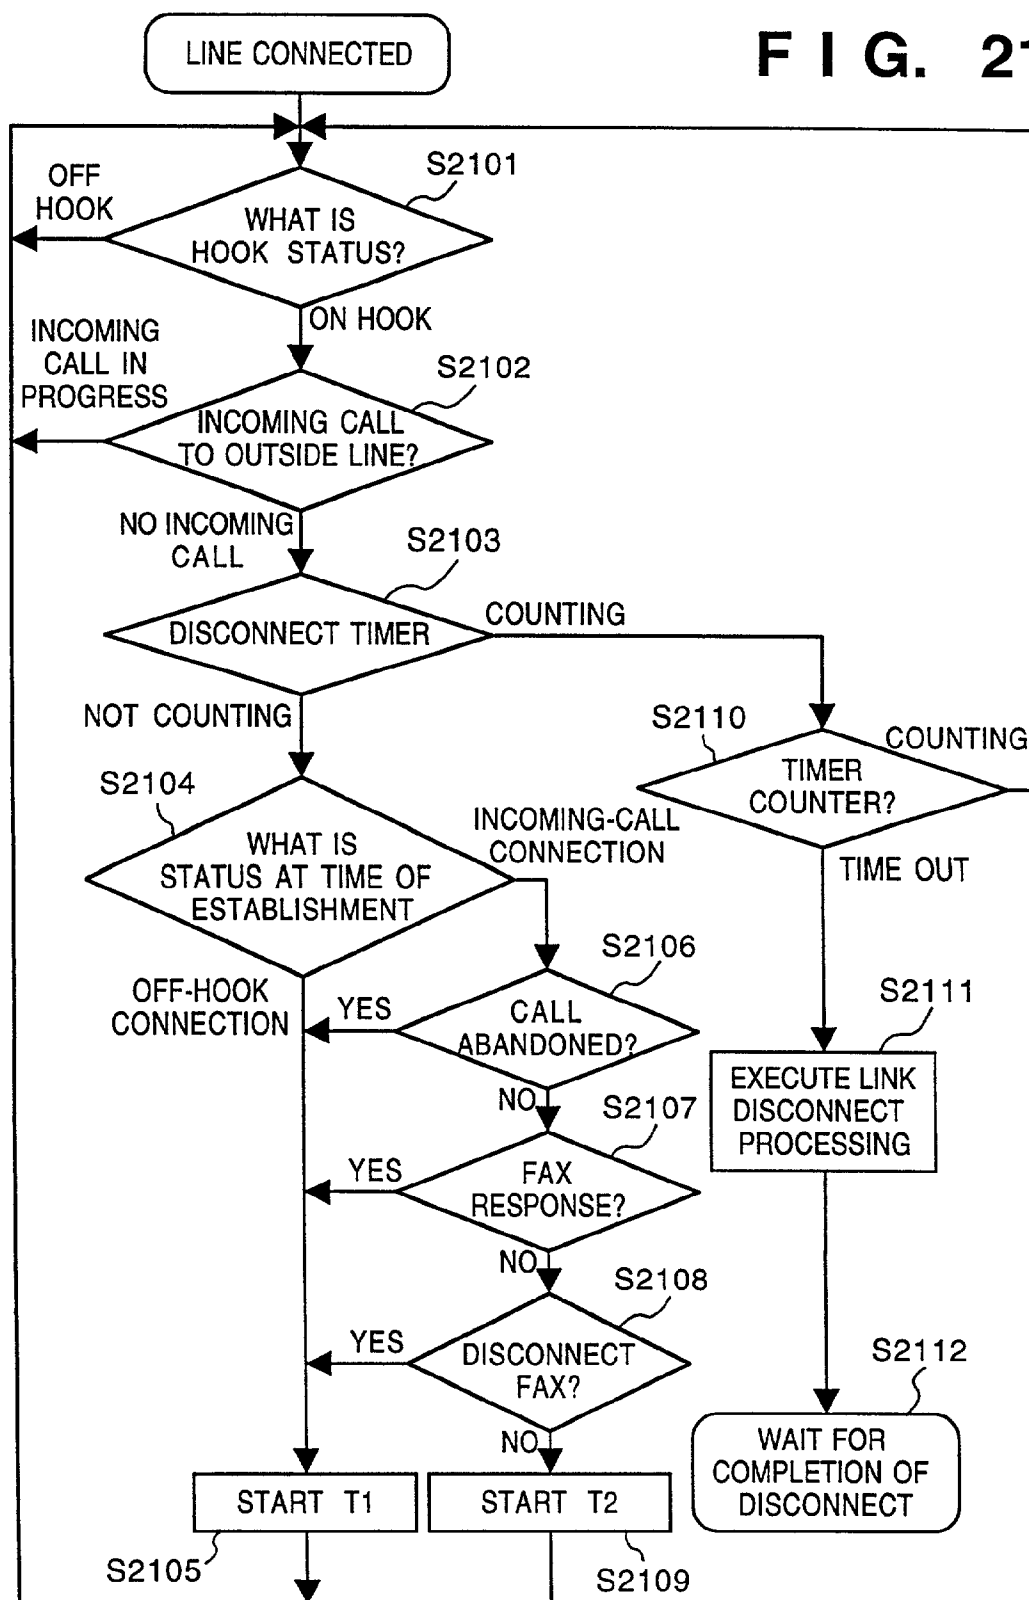 LINE CONNECTED
FIG. 21
S2101
OFF
HOOK
WHAT IS
HOOK STATUS?
ON HOOK
INCOMING
CALL IN
PROGRESS
S2102
INCOMING CALL
TO OUTSIDE LINE?
NO INCOMING
CALL
S2103
DISCONNECT TIMER
COUNTING
NOT COUNTING
S2110
COUNTING
TIMER
COUNTER?
TIME OUT
S2104
WHAT IS
STATUS AT TIME OF
ESTABLISHMENT
INCOMING-CALL
CONNECTION
OFF-HOOK
CONNECTION
S2106
YES
CALL
ABANDONED?
NO
S2111
EXECUTE LINK
DISCONNECT
PROCESSING
S2107
YES
FAX
RESPONSE?
NO
S2108
YES
DISCONNECT
FAX?
NO
S2112
WAIT FOR
COMPLETION OF
DISCONNECT
START T1
START T2
S2105
S2109